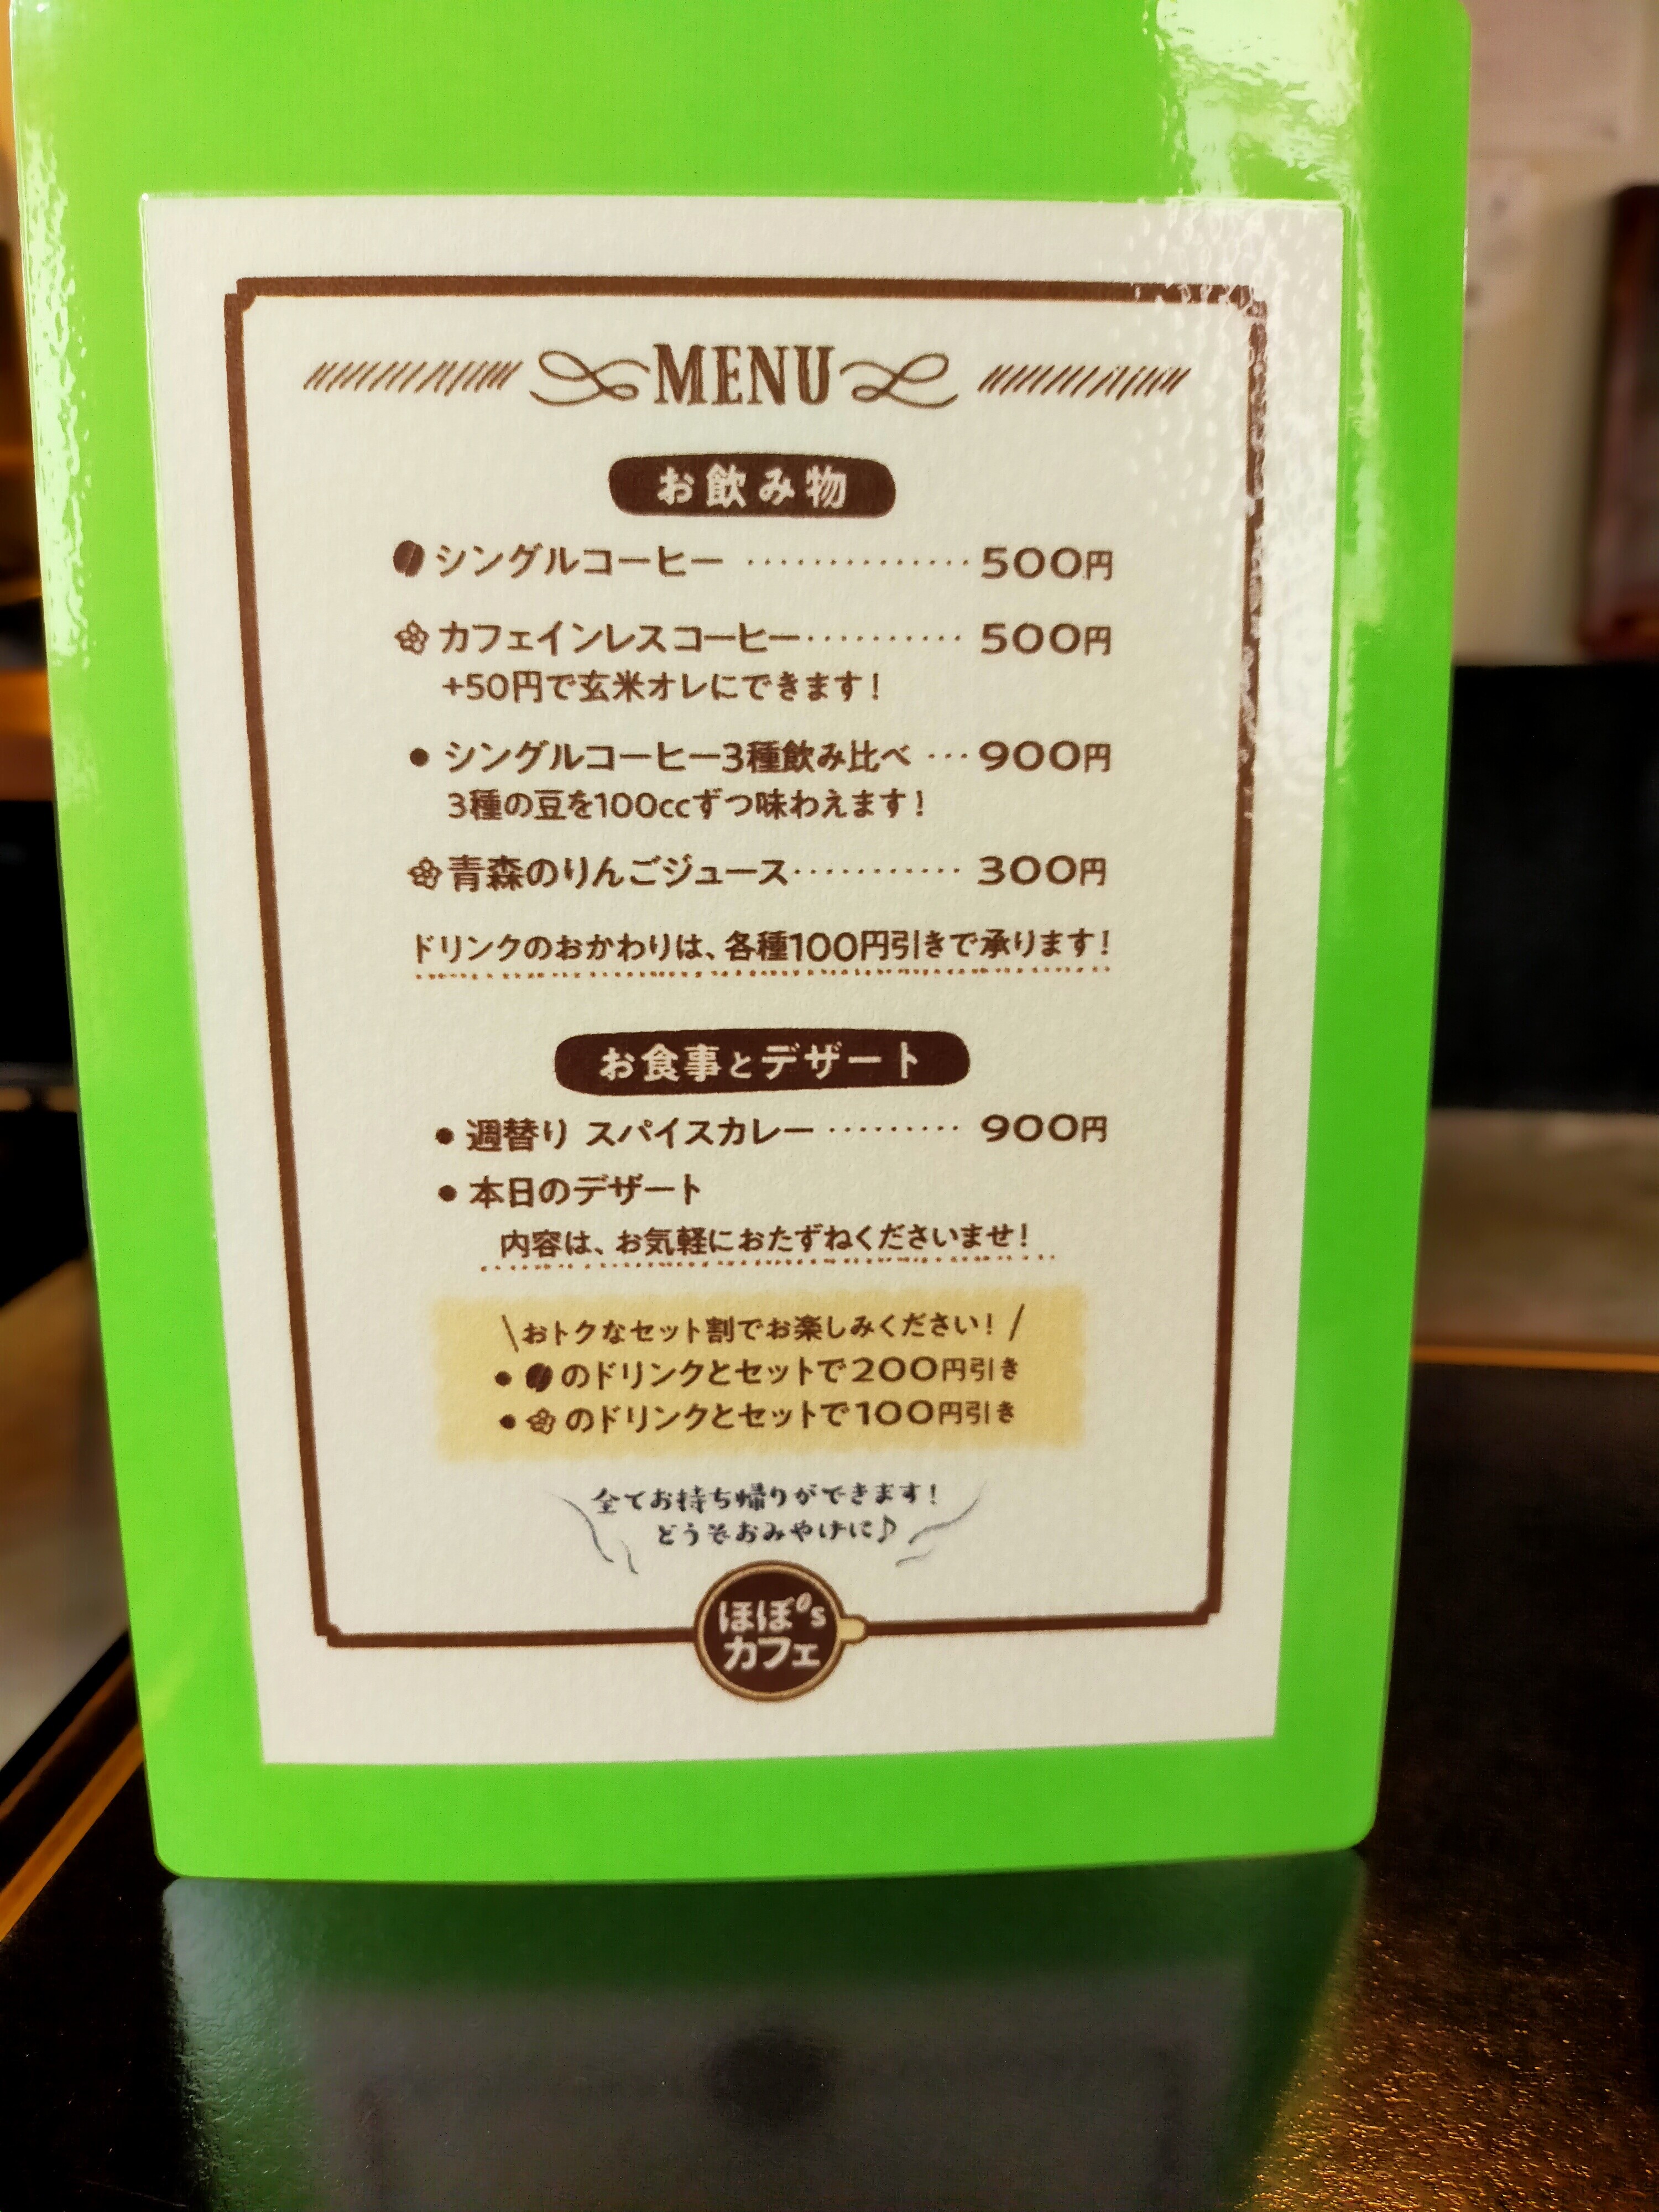 MENU
お飲み物
シングルコーヒー ‥‥‥‥‥‥‥ 500円
カフェインレスコーヒー‥‥‥‥‥ 500円
+50円で玄米オレにできます!
● シングルコーヒー3種飲み比べ ‥‥900円
3種の豆を100ccずつ味わえます!
青森のりんごジュース‥‥‥‥‥‥ 300円
ドリンクのおかわりは、各種100円引きで承ります!
お食事とデザート
● 週替り スパイスカレー ‥‥‥‥‥ 900円
● 本日のデザート
内容は、お気軽におたずねくださいませ!
\おトクなセット割でお楽しみください!/
● のドリンクとセットで200円引き
● のドリンクとセットで100円引き
全てお持ち帰りができます!
どうぞおみやげに♪
ほぼ's
カフェ